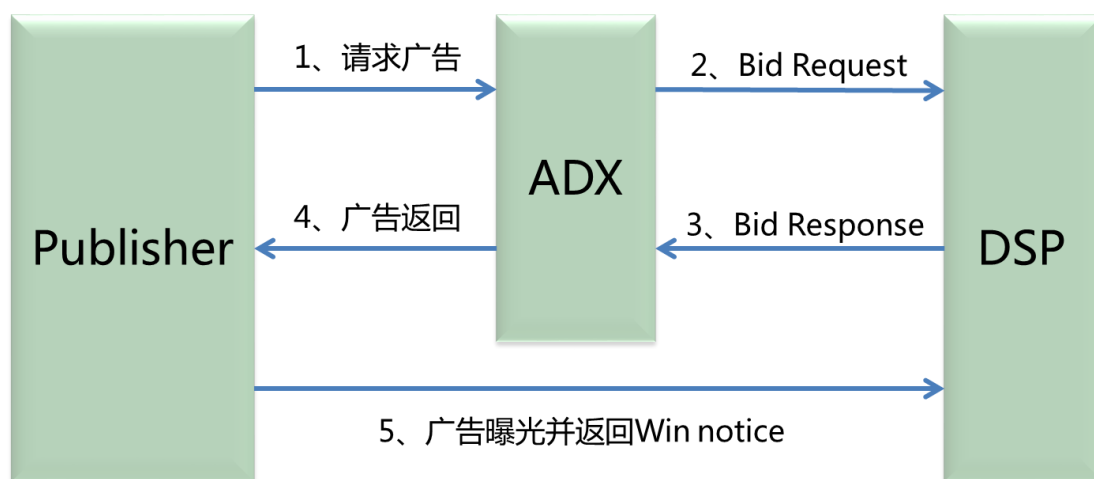 1、请求广告
2、Bid Request
ADX
4、广告返回
3、Bid Response
Publisher
DSP
5、广告曝光并返回Win notice